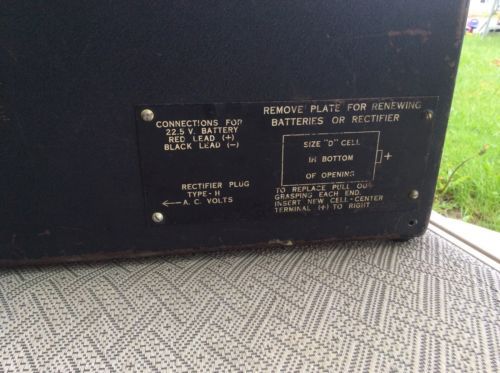 CONNECTIONS FOR
22.5 V. BATTERY
RED LEAD (+)
BLACK LEAD (-)
RECTIFIER PLUG
TYPE-H
← A. C. VOLTS
REMOVE PLATE FOR RENEWING
BATTERIES OR RECTIFIER
SIZE "D" CELL
IN BOTTOM
OF OPENING
+
TO REPLACE PULL OUT
GRASPING EACH END.
INSERT NEW CELL-CENTER
TERMINAL (+) TO RIGHT